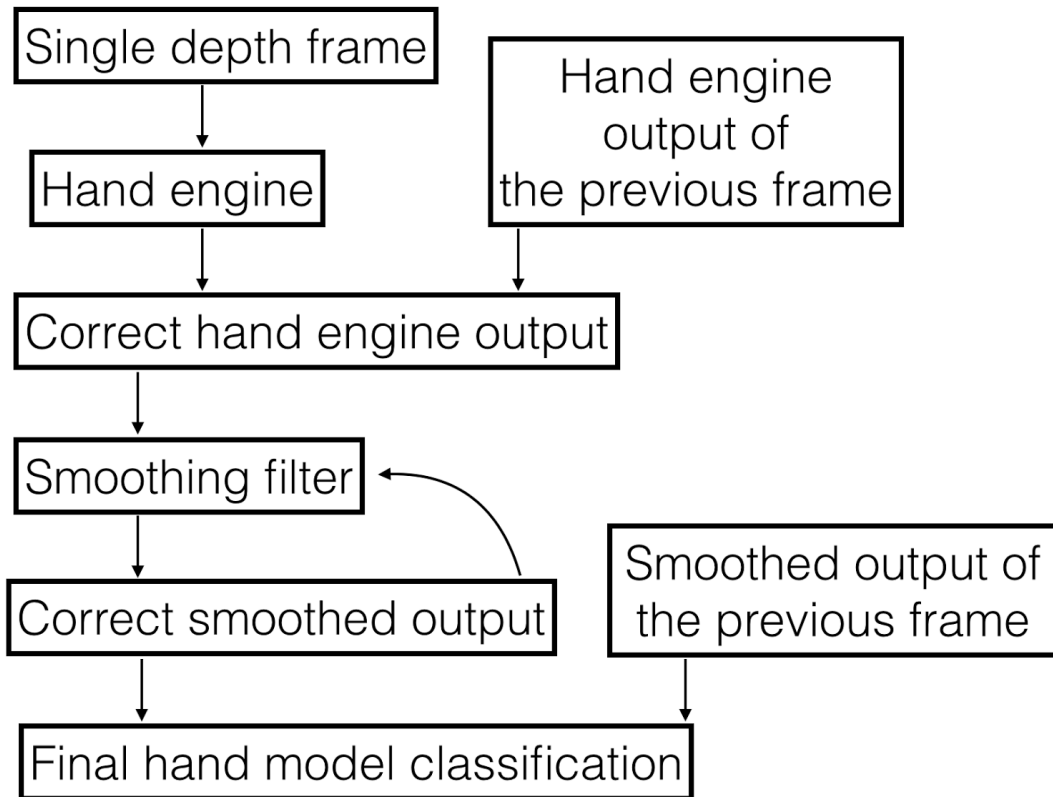 Single depth frame
Hand engine
output of
the previous frame
Hand engine
Correct hand engine output
Smoothing filter
Smoothed output of
the previous frame
Correct smoothed output
Final hand model classification